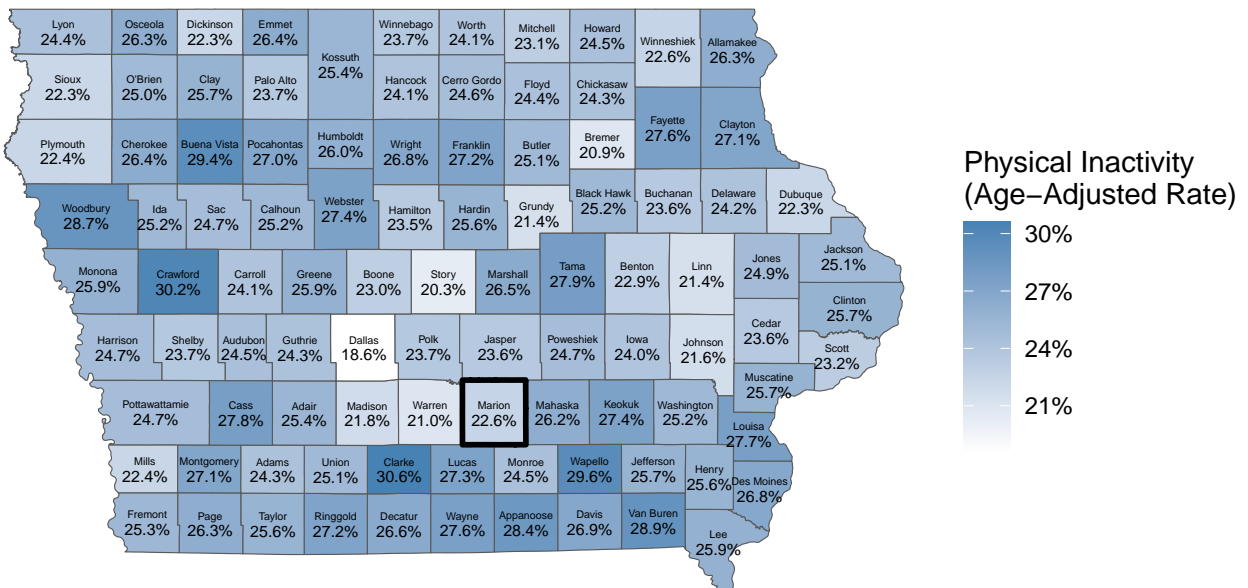 Lyon
24.4%
Osceola
26.3%
Dickinson
22.3%
Emmet
26.4%
Kossuth
25.4%
Winnebago
23.7%
Worth
24.1%
Mitchell
23.1%
Howard
24.5%
Winneshiek
22.6%
Allamakee
26.3%
Sioux
22.3%
O'Brien
25.0%
Clay
25.7%
Palo Alto
23.7%
Hancock
24.1%
Cerro Gordo
24.6%
Floyd
24.4%
Chickasaw
24.3%
Plymouth
22.4%
Cherokee
26.4%
Buena Vista
29.4%
Pocahontas
27.0%
Humboldt
26.0%
Wright
26.8%
Franklin
27.2%
Butler
25.1%
Bremer
20.9%
Fayette
27.6%
Clayton
27.1%
Woodbury
28.7%
Ida
25.2%
Sac
24.7%
Calhoun
25.2%
Webster
27.4%
Hamilton
23.5%
Hardin
25.6%
Grundy
21.4%
Black Hawk
25.2%
Buchanan
23.6%
Delaware
24.2%
Dubuque
22.3%
Monona
25.9%
Crawford
30.2%
Carroll
24.1%
Greene
25.9%
Boone
23.0%
Story
20.3%
Marshall
26.5%
Tama
27.9%
Benton
22.9%
Linn
21.4%
Jones
24.9%
Jackson
25.1%
Clinton
25.7%
Harrison
24.7%
Shelby
23.7%
Audubon
24.5%
Guthrie
24.3%
Dallas
18.6%
Polk
23.7%
Jasper
23.6%
Poweshiek
24.7%
Iowa
24.0%
Johnson
21.6%
Cedar
23.6%
Scott
23.2%
Muscatine
25.7%
Pottawattamie
24.7%
Cass
27.8%
Adair
25.4%
Madison
21.8%
Warren
21.0%
Marion
22.6%
Mahaska
26.2%
Keokuk
27.4%
Washington
25.2%
Louisa
27.7%
Mills
22.4%
Montgomery
27.1%
Adams
24.3%
Union
25.1%
Clarke
30.6%
Lucas
27.3%
Monroe
24.5%
Wapello
29.6%
Jefferson
25.7%
Henry
25.6%
Des Moines
26.8%
Fremont
25.3%
Page
26.3%
Taylor
25.6%
Ringgold
27.2%
Decatur
26.6%
Wayne
27.6%
Appanoose
28.4%
Davis
26.9%
Van Buren
28.9%
Lee
25.9%
Physical Inactivity
(Age−Adjusted Rate)
30%
27%
24%
21%